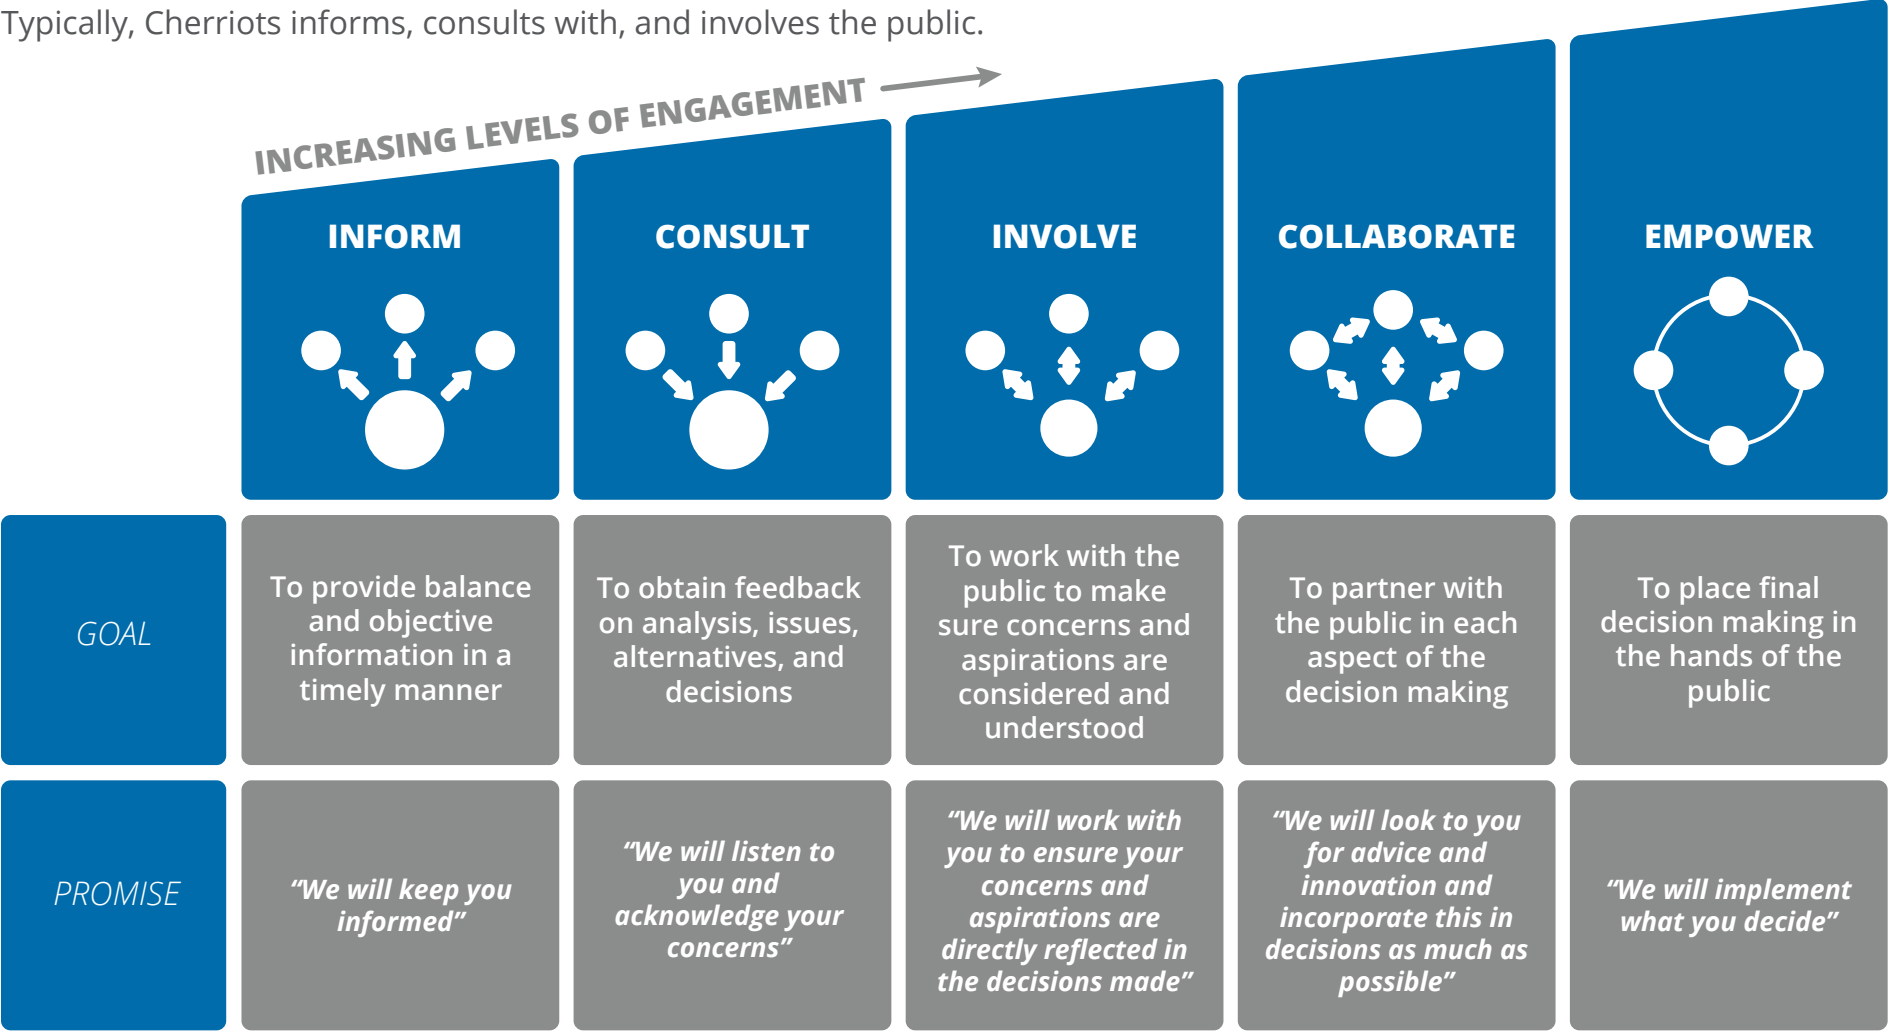 Typically, Cherriots informs, consults with, and involves the public.
INCREASING LEVELS OF ENGAGEMENT
INFORM
CONSULT
INVOLVE
COLLABORATE
EMPOWER
GOAL
To provide balance
and objective
information in a
timely manner
To obtain feedback
on analysis, issues,
alternatives, and
decisions
To work with the
public to make
sure concerns and
aspirations are
considered and
understood
To partner with
the public in each
aspect of the
decision making
To place final
decision making in
the hands of the
public
PROMISE
“We will keep you
informed”
“We will listen to
you and
acknowledge your
concerns”
“We will work with
you to ensure your
concerns and
aspirations are
directly reflected in
the decisions made”
“We will look to you
for advice and
innovation and
incorporate this in
decisions as much as
possible”
“We will implement
what you decide”